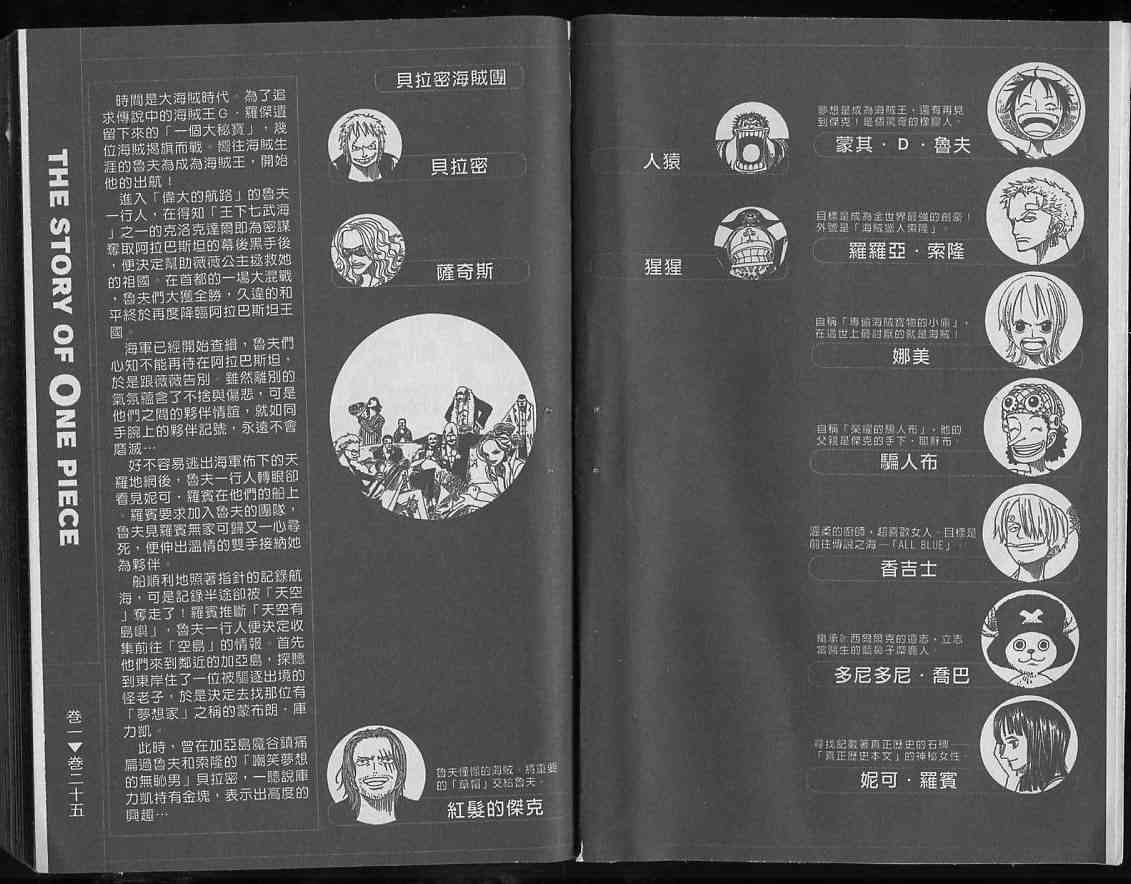 夢想是成為海賊王、還有再見
到傑克！是個驚奇的橡膠人。
蒙其・D・魯夫
目標是成為全世界最強的劍豪！
外號是「海賊獵人索隆」。
羅羅亞・索隆
自稱「專偷海賊寶物的小偷」，
在這世上最討厭的就是海賊！
娜美
自稱「榮耀的戀人布」，他的
父親是傑克的手下、耶穌布。
騙人布
溫柔的廚師，超喜歡女人。目標是
前往傳說之海—「ALL BLUE」。
香吉士
繼承Dr.西爾爾克的遺志，立志
當醫生的藍鼻子麋鹿人。
多尼多尼・喬巴
尋找記載著真正歷史的石碑——
「真正歷史本文」的神秘女性。
妮可・羅賓
人猿
猩猩
貝拉密海賊團
貝拉密
薩奇斯
魯夫憧憬的海賊。將重要
的「草帽」交給魯夫。
紅髮的傑克
時間是大海賊時代。為了追
求傳說中的海賊王G・羅傑遺
留下來的「一個大秘寶」，幾
位海賊揭旗而戰。嚮往海賊生
涯的魯夫為成為海賊王，開始
他的出航！
進入「偉大的航路」的魯夫
一行人，在得知「王下七武海
」之一的克洛克達爾即為密謀
奪取阿拉巴斯坦的幕後黑手後
，便決定幫助薇薇公主拯救她
的祖國。在首都的一場大混戰
，魯夫們大獲全勝，久違的和
平終於再度降臨阿拉巴斯坦王
國。
海軍已經開始查緝，魯夫們
心知不能再待在阿拉巴斯坦，
於是跟薇薇告別。雖然離別的
氣氛蘊含了不捨與傷悲，可是
他們之間的夥伴情誼，就如同
手腕上的夥伴記號，永遠不會
磨滅…
好不容易逃出海軍佈下的天
羅地網後，魯夫一行人轉眼卻
看見妮可・羅賓在他們的船上
。羅賓要求加入魯夫的團隊，
魯夫見羅賓無家可歸又一心尋
死，便伸出溫情的雙手接納她
為夥伴。
船順利地照著指針的記錄航
海，可是記錄半途卻被「天空
」奪走了！羅賓推斷「天空有
島嶼」，魯夫一行人便決定收
集前往「空島」的情報。首先
他們來到鄰近的加亞島，探聽
到東岸住了一位被驅逐出境的
怪老子，於是決定去找那位有
「夢想家」之稱的蒙布朗・庫
力凱。
此時，曾在加亞島魔谷鎮痛
扁過魯夫和索隆的「嘲笑夢想
的無恥男」貝拉密，一聽說庫
力凱持有金塊，表示出高度的
興趣…
THE STORY OF ONE PIECE
卷一▼卷二十五